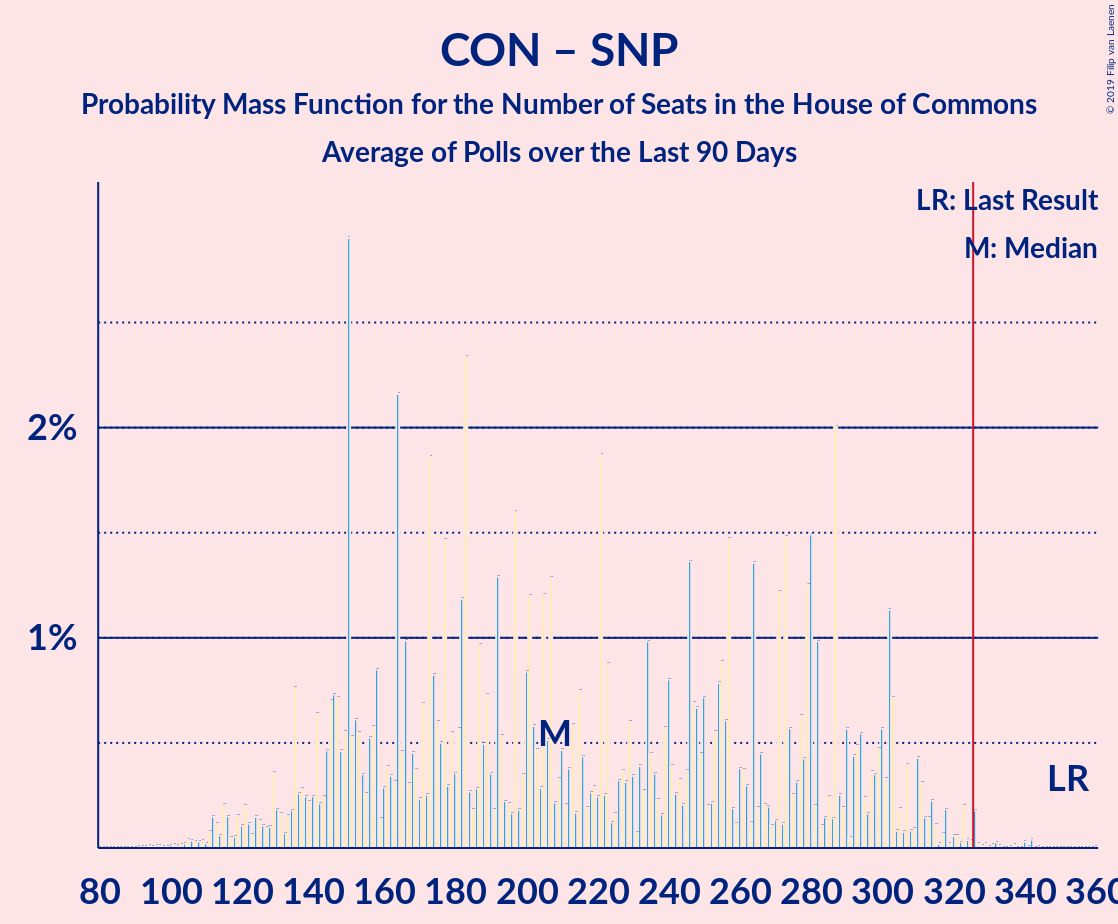 CON – SNP
Probability Mass Function for the Number of Seats in the House of Commons
Average of Polls over the Last 90 Days
© 2019 Filip van Laenen
LR: Last Result
M: Median
2%
1%
M
LR
80 100 120 140 160 180 200 220 240 260 280 300 320 340 360